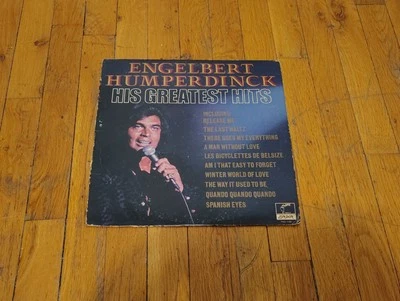 ENGELBERT
HUMPERDINCK
HIS GREATEST HITS
INCLUDING
RELEASE ME
THE LAST WALTZ
THERE GOES MY EVERYTHING
A MAN WITHOUT LOVE
LES BICYCLETTES DE BELSIZE
AM I THAT EASY TO FORGET
WINTER WORLD OF LOVE
THE WAY IT USED TO BE
QUANDO QUANDO QUANDO
SPANISH EYES